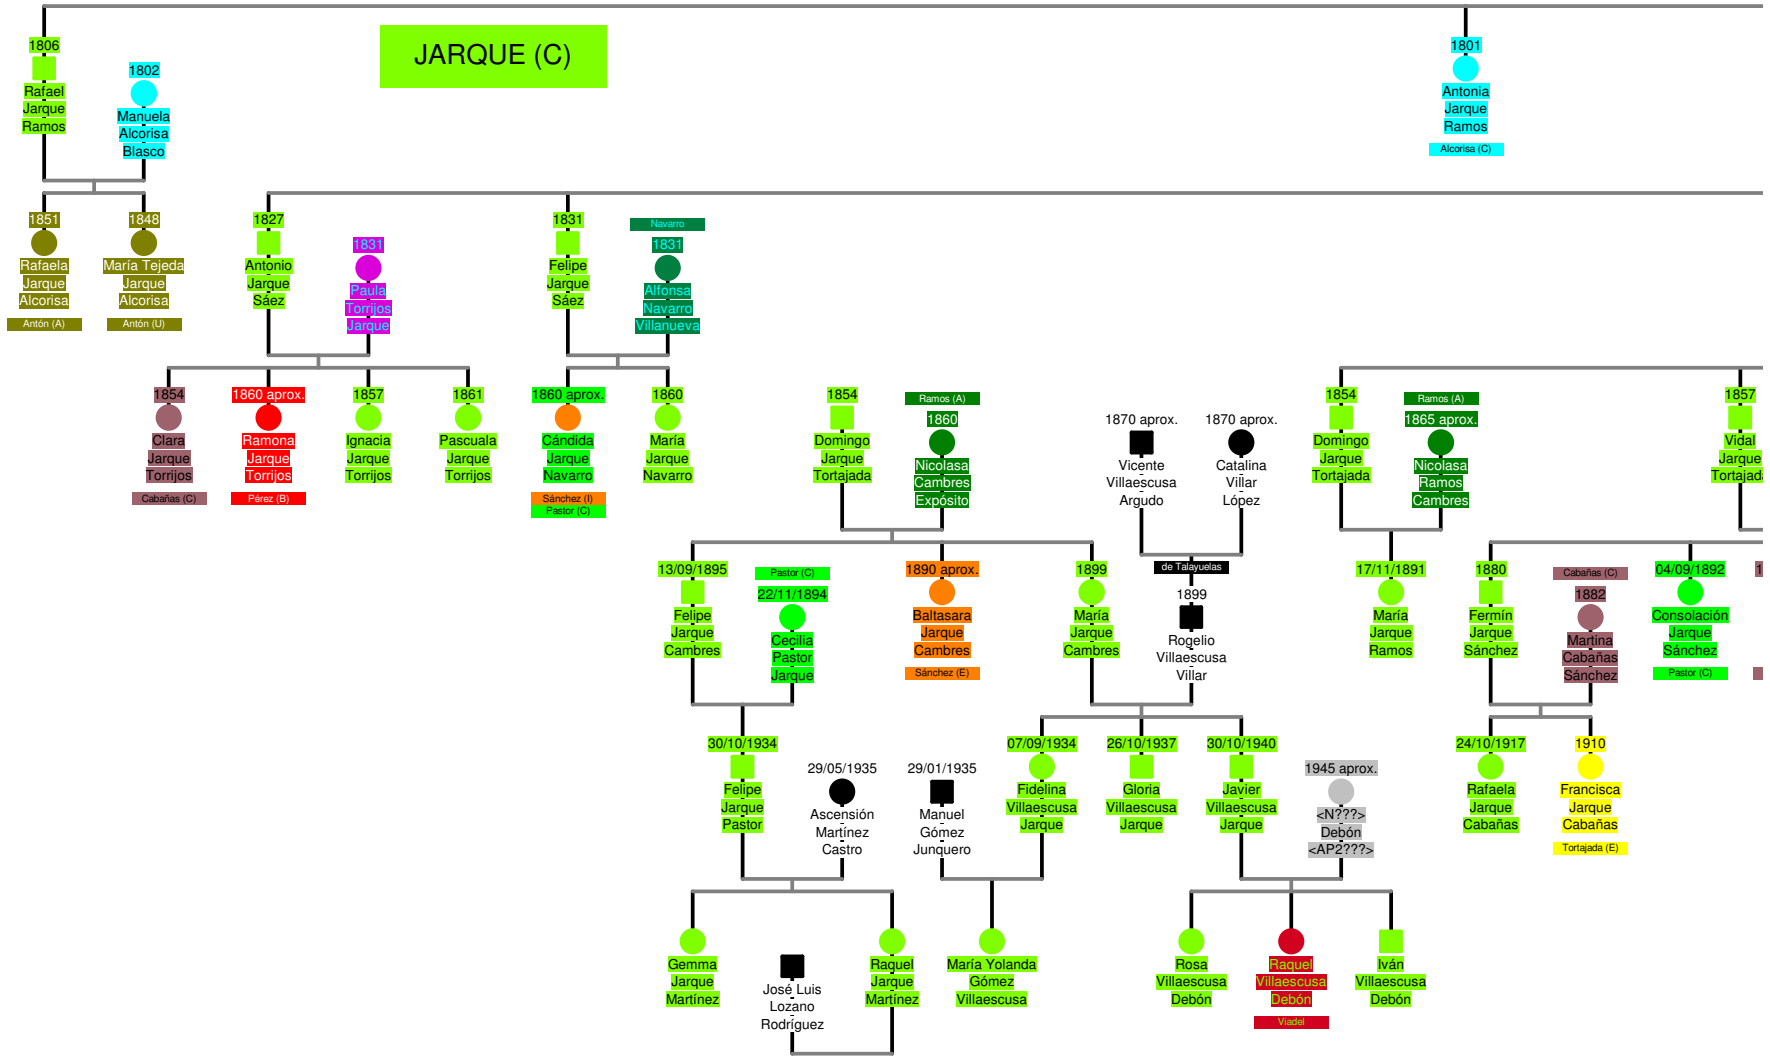 JARQUE (C)
1806
Rafael
Jarque
Ramos
1802
Manuela
Alcorisa
Blasco
1801
Antonia
Jarque
Ramos
Alcorisa (C)
1851
Rafaela
Jarque
Alcorisa
Antón (A)
1848
María Tejeda
Jarque
Alcorisa
Antón (U)
1827
Antonio
Jarque
Sáez
1831
Paula
Torrijos
Jarque
1831
Felipe
Jarque
Sáez
Navarro
1831
Alfonsa
Navarro
Villanueva
1854
Clara
Jarque
Torrijos
Cabañas (C)
1860 aprox.
Ramona
Jarque
Torrijos
Pérez (B)
1857
Ignacia
Jarque
Torrijos
1861
Pascuala
Jarque
Torrijos
1860 aprox.
Cándida
Jarque
Navarro
Sánchez (I)
Pastor (C)
1860
María
Jarque
Navarro
1854
Domingo
Jarque
Tortajada
Ramos (A)
1860
Nicolasa
Cambres
Expósito
1870 aprox.
Vicente
Villaescusa
Argudo
1870 aprox.
Catalina
Villar
López
1854
Domingo
Jarque
Tortajada
Ramos (A)
1865 aprox.
Nicolasa
Ramos
Cambres
1857
Vidal
Jarque
Tortajada
13/09/1895
Felipe
Jarque
Cambres
Pastor (C)
22/11/1894
Cecilia
Pastor
Jarque
1890 aprox.
Baltasara
Jarque
Cambres
Sánchez (E)
1899
María
Jarque
Cambres
de Talayuelas
1899
Rogelio
Villaescusa
Villar
17/11/1891
María
Jarque
Ramos
1880
Fermín
Jarque
Sánchez
Cabañas (C)
1882
Martina
Cabañas
Sánchez
04/09/1892
Consolación
Jarque
Sánchez
Pastor (C)
1
30/10/1934
Felipe
Jarque
Pastor
29/05/1935
Ascensión
Martínez
Castro
29/01/1935
Manuel
Gómez
Junquero
07/09/1934
Fidelina
Villaescusa
Jarque
26/10/1937
Gloria
Villaescusa
Jarque
30/10/1940
Javier
Villaescusa
Jarque
1945 aprox.
<N???>
Debón
<AP2???>
24/10/1917
Rafaela
Jarque
Cabañas
1910
Francisca
Jarque
Cabañas
Tortajada (E)
Gemma
Jarque
Martínez
José Luis
Lozano
Rodríguez
Raquel
Jarque
Martínez
María Yolanda
Gómez
Villaescusa
Rosa
Villaescusa
Debón
Raquel
Villaescusa
Debón
Viadel
Iván
Villaescusa
Debón